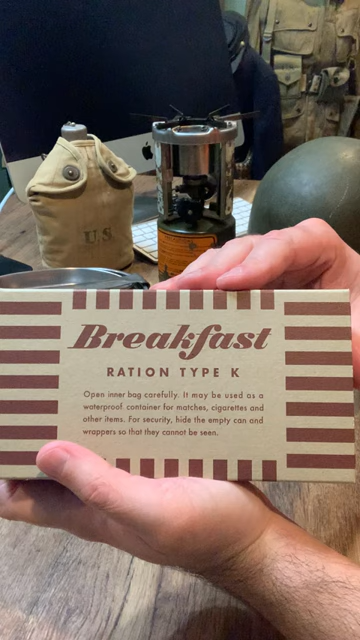 U.S.
Breakfast
RATION TYPE K
Open inner bag carefully. It may be used as a
waterproof container for matches, cigarettes and
other items. For security, hide the empty can and
wrappers so that they cannot be seen.